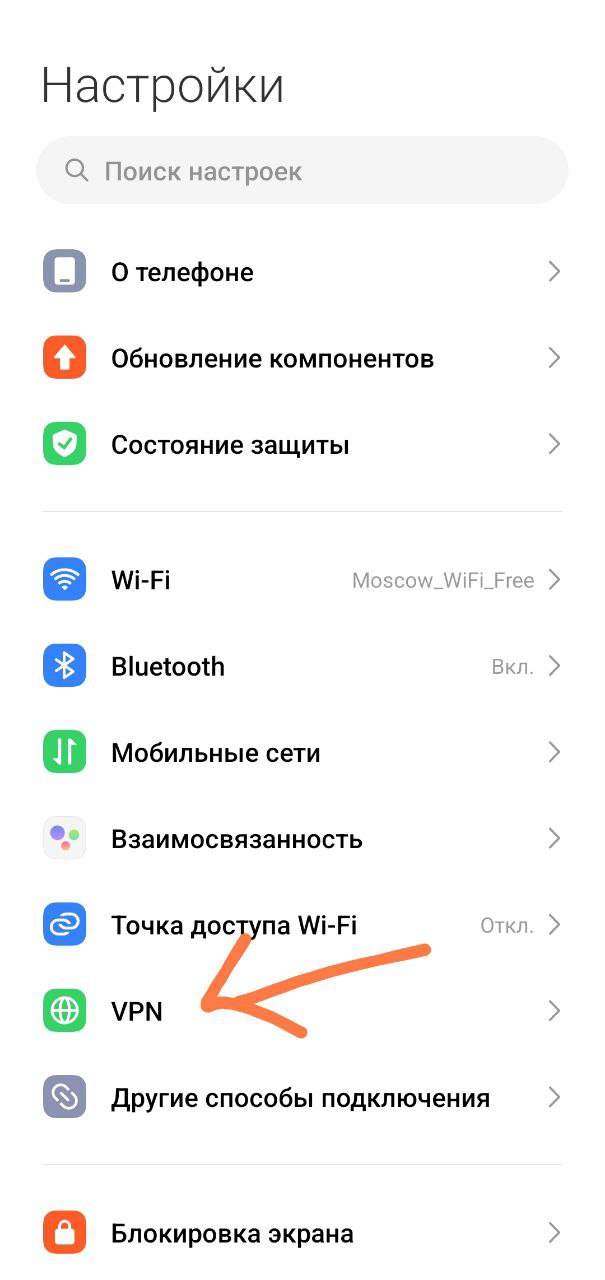 Настройки
Поиск настроек
О телефоне
Обновление компонентов
Состояние защиты
Wi-Fi Moscow_WiFi_Free
Bluetooth Вкл.
Мобильные сети
Взаимосвязанность
Точка доступа Wi-Fi Откл.
VPN
Другие способы подключения
Блокировка экрана